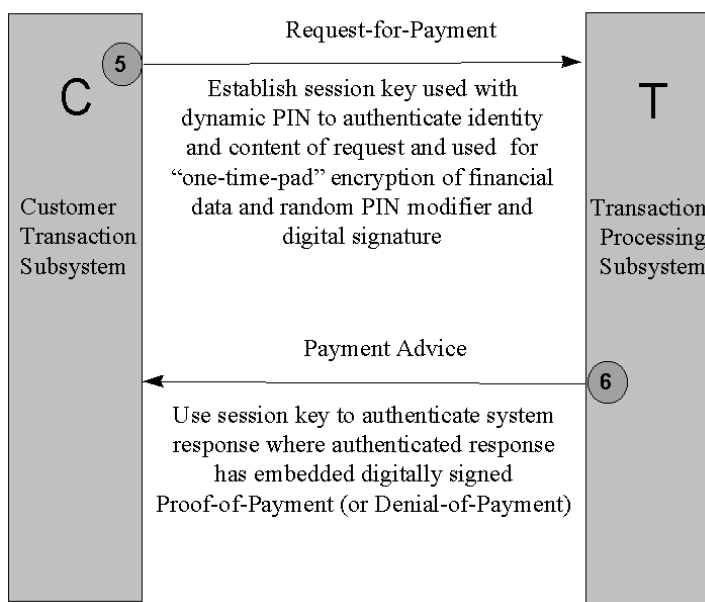 Request-for-Payment
5
C
T
Establish session key used with
dynamic PIN to authenticate identity
and content of request and used for
“one-time-pad” encryption of financial
data and random PIN modifier and
digital signature
Customer
Transaction
Subsystem
Transaction
Processing
Subsystem
Payment Advice
6
Use session key to authenticate system
response where authenticated response
has embedded digitally signed
Proof-of-Payment (or Denial-of-Payment)